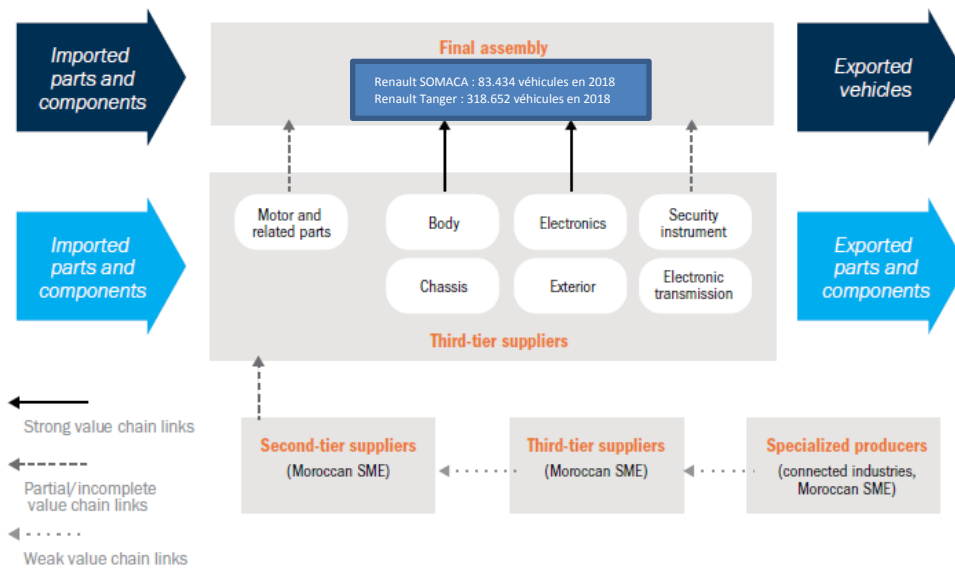 Imported
parts and
components
Final assembly
Renault SOMACA : 83.434 véhicules en 2018
Renault Tanger : 318.652 véhicules en 2018
Exported
vehicles
Imported
parts and
components
Motor and
related parts
Body
Electronics
Security
instrument
Chassis
Exterior
Electronic
transmission
Third-tier suppliers
Exported
parts and
components
Strong value chain links
Partial/incomplete
value chain links
Weak value chain links
Second-tier suppliers
(Moroccan SME)
Third-tier suppliers
(Moroccan SME)
Specialized producers
(connected industries,
Moroccan SME)